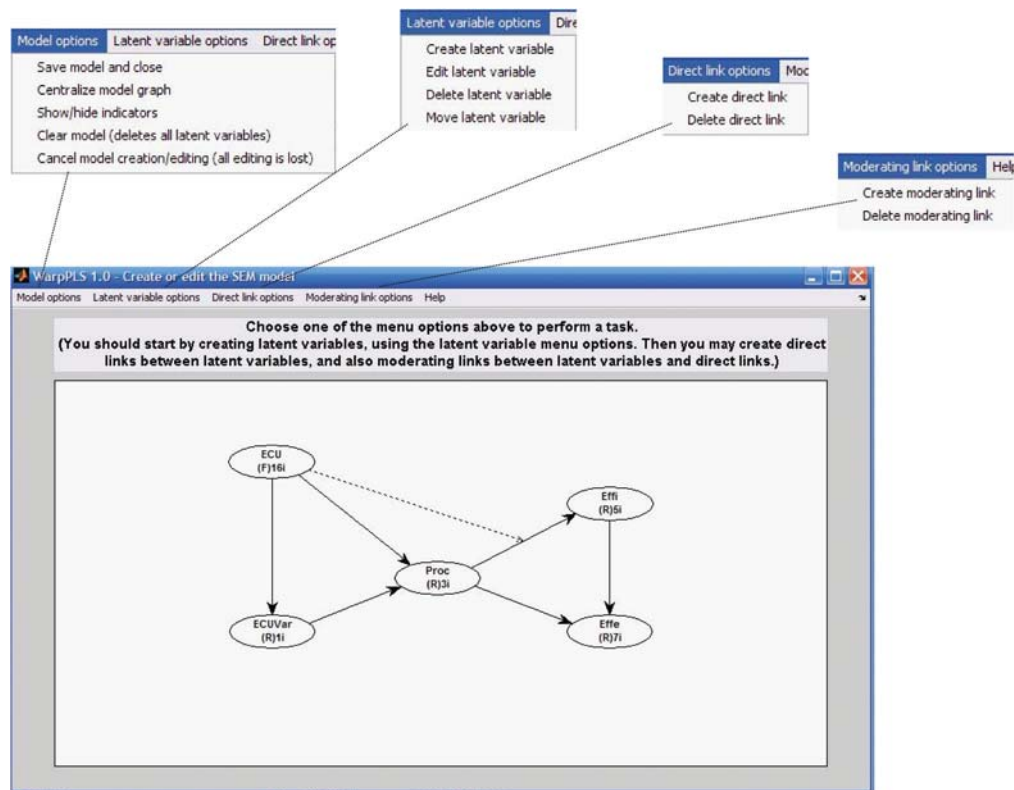 Latent variable options Dire
Create latent variable
Edit latent variable
Delete latent variable
Move latent variable
Model options Latent variable options Direct link op
Save model and close
Centralize model graph
Show/hide indicators
Clear model (deletes all latent variables)
Cancel model creation/editing (all editing is lost)
Direct link options Moc
Create direct link
Delete direct link
Moderating link options Help
Create moderating link
Delete moderating link
WarpPLS 1.0 - Create or edit the SEM model
Model options Latent variable options Direct link options Moderating link options Help
Choose one of the menu options above to perform a task.
(You should start by creating latent variables, using the latent variable menu options. Then you may create direct
links between latent variables, and also moderating links between latent variables and direct links.)
ECU
(F)16i
Effi
(R)5i
Proc
(R)3i
ECUVar
(R)1i
Effe
(R)7i